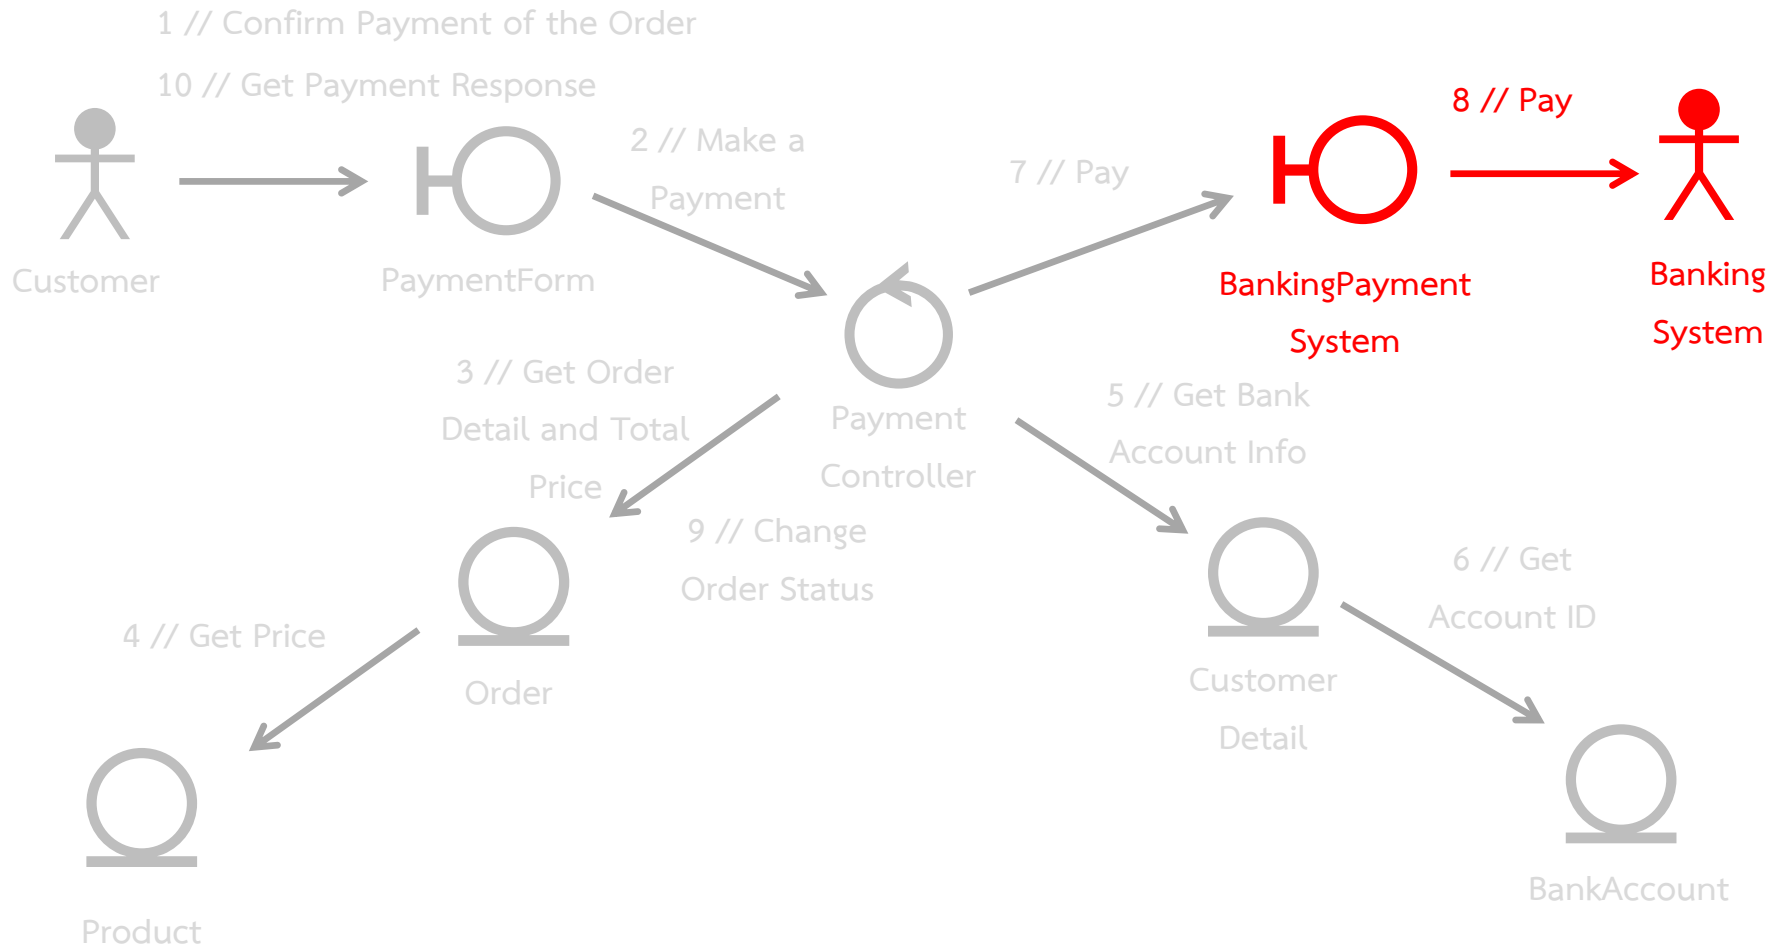 1 // Confirm Payment of the Order
10 // Get Payment Response
8 // Pay
2 // Make a
Payment
7 // Pay
Customer
PaymentForm
BankingPayment
System
Banking
System
3 // Get Order
Detail and Total
Price
Payment
Controller
5 // Get Bank
Account Info
9 // Change
Order Status
6 // Get
Account ID
4 // Get Price
Order
Customer
Detail
BankAccount
Product